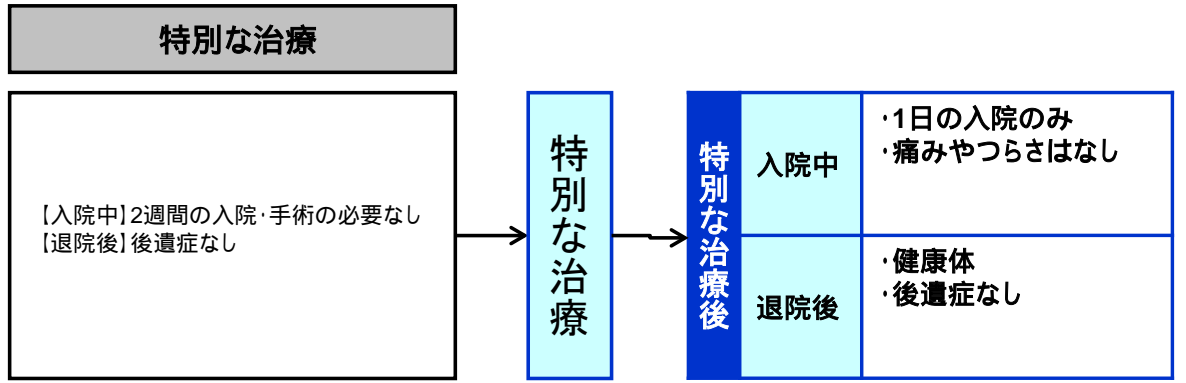 特別な治療
【入院中】2週間の入院・手術の必要なし
【退院後】後遺症なし
特別な治療
特別な治療後
入院中
・1日の入院のみ
・痛みやつらさはなし
退院後
・健康体
・後遺症なし